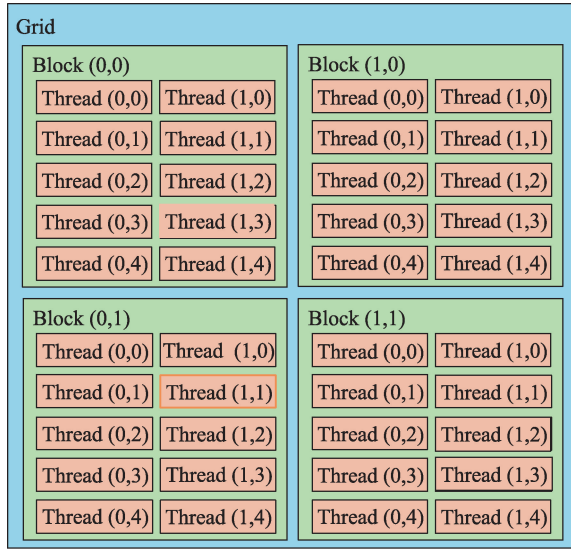 Grid
Block (0,0)
Thread (0,0) Thread (1,0)
Thread (0,1) Thread (1,1)
Thread (0,2) Thread (1,2)
Thread (0,3) Thread (1,3)
Thread (0,4) Thread (1,4)
Block (1,0)
Thread (0,0) Thread (1,0)
Thread (0,1) Thread (1,1)
Thread (0,2) Thread (1,2)
Thread (0,3) Thread (1,3)
Thread (0,4) Thread (1,4)
Block (0,1)
Thread (0,0) Thread (1,0)
Thread (0,1) Thread (1,1)
Thread (0,2) Thread (1,2)
Thread (0,3) Thread (1,3)
Thread (0,4) Thread (1,4)
Block (1,1)
Thread (0,0) Thread (1,0)
Thread (0,1) Thread (1,1)
Thread (0,2) Thread (1,2)
Thread (0,3) Thread (1,3)
Thread (0,4) Thread (1,4)